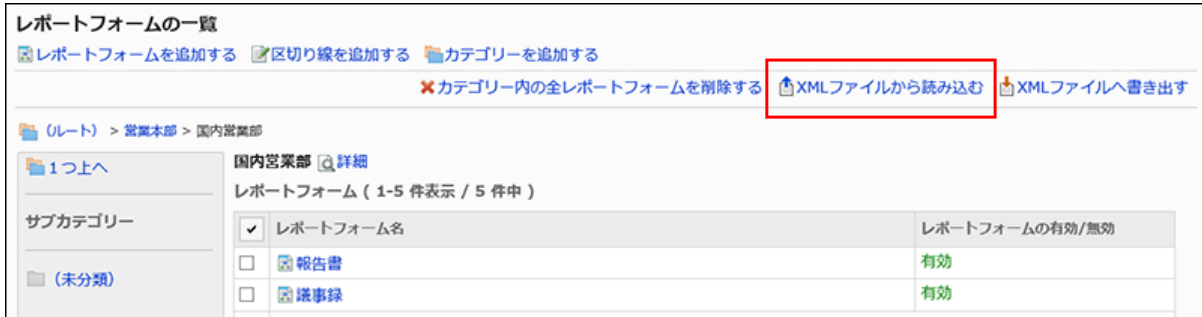 レポートフォームの一覧
レポートフォームを追加する 区切り線を追加する カテゴリーを追加する
カテゴリー内の全レポートフォームを削除する XMLファイルから読み込む XMLファイルへ書き出す
(ルート) > 営業本部 > 国内営業部
1つ上へ
サブカテゴリー
(未分類)
国内営業部 詳細
レポートフォーム ( 1-5 件表示 / 5 件中 )
レポートフォーム名 レポートフォームの有効/無効
報告書 有効
議事録 有効